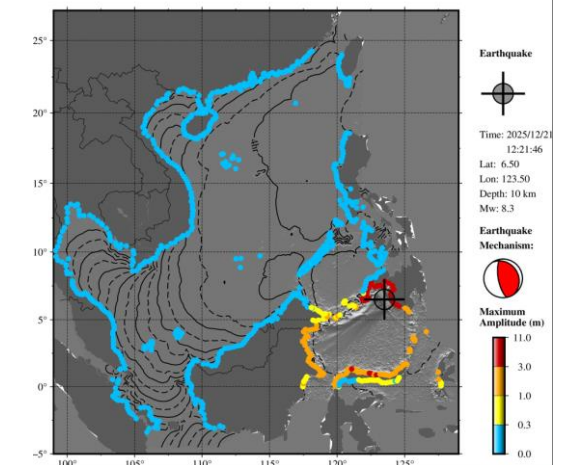 25°
20°
15°
10°
5°
0°
−5°
100°
105°
110°
115°
120°
125°
Earthquake
Time: 2025/12/21
12:21:46
Lat: 6.50
Lon: 123.50
Depth: 10 km
Mw: 8.3
Earthquake
Mechanism:
Maximum
Amplitude (m)
11.0
3.0
1.0
0.3
0.0